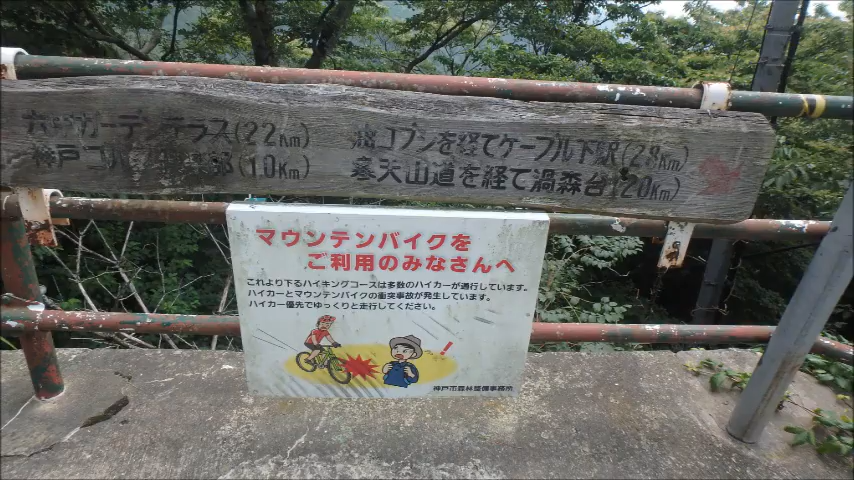 六甲ガーデンテラス(2.2Km)
神戸ゴルフ倶楽部(1.0Km)
油コブシを経てケーブル下駅(2.8Km)
寒天山道を経て渦森台(2.0Km)
マウンテンバイクを
ご利用のみなさんへ
これより下るハイキングコースは多数のハイカーが通行しています。
ハイカーとマウンテンバイクの衝突事故が発生しています。
ハイカー優先でゆっくりと走行してください。
!
神戸市森林整備事務所